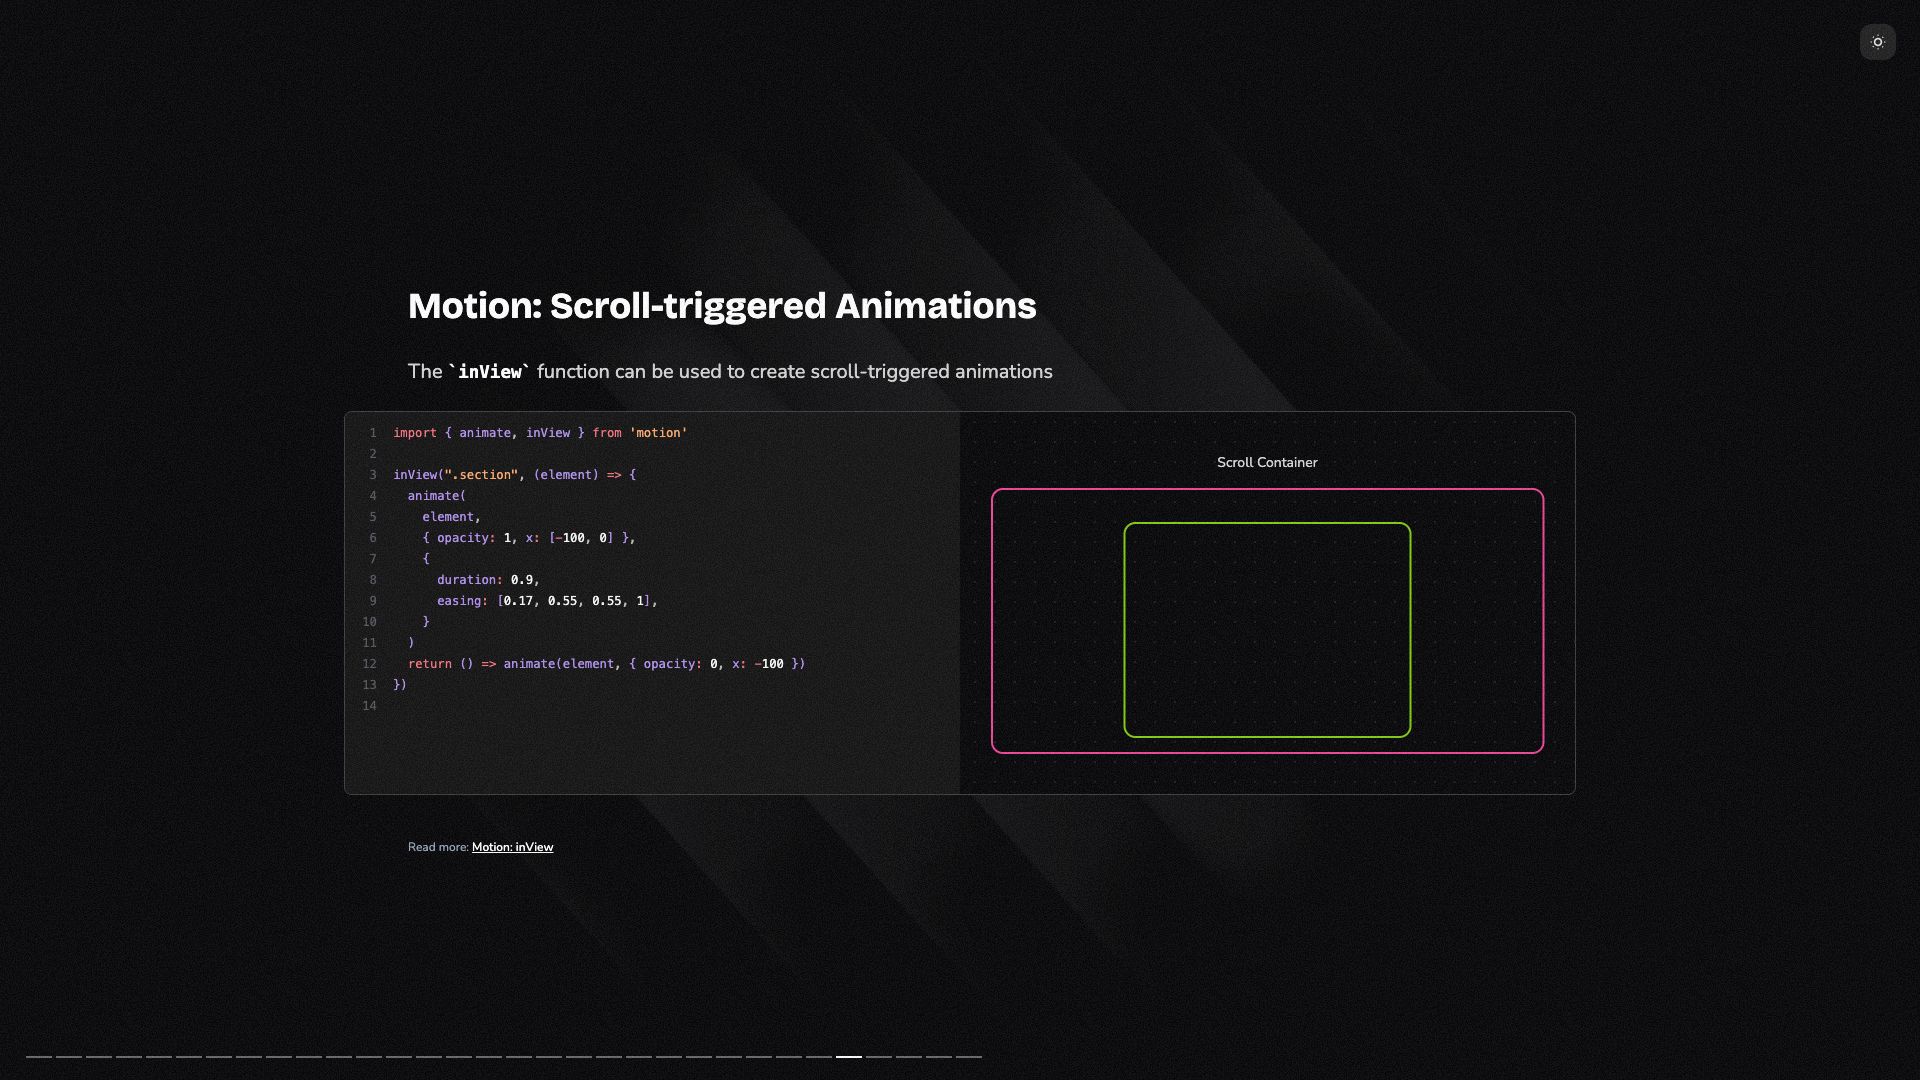 Motion: Scroll-triggered Animations
The `inView` function can be used to create scroll-triggered animations
1 import { animate, inView } from 'motion'
2
3 inView(".section", (element) => {
4   animate(
5     element,
6     { opacity: 1, x: [-100, 0] },
7     {
8       duration: 0.9,
9       easing: [0.17, 0.55, 0.55, 1],
10     }
11   )
12   return () => animate(element, { opacity: 0, x: -100 })
13 })
14
Scroll Container
Read more: Motion: inView